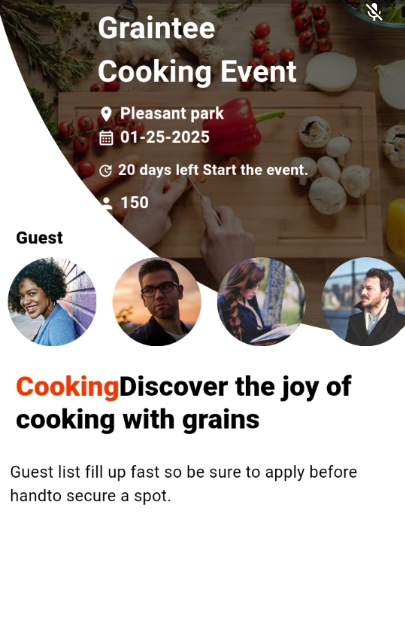 Graintee
Cooking Event
Pleasant park
01-25-2025
20 days left Start the event.
150
Guest
CookingDiscover the joy of
cooking with grains
Guest list fill up fast so be sure to apply before
handto secure a spot.